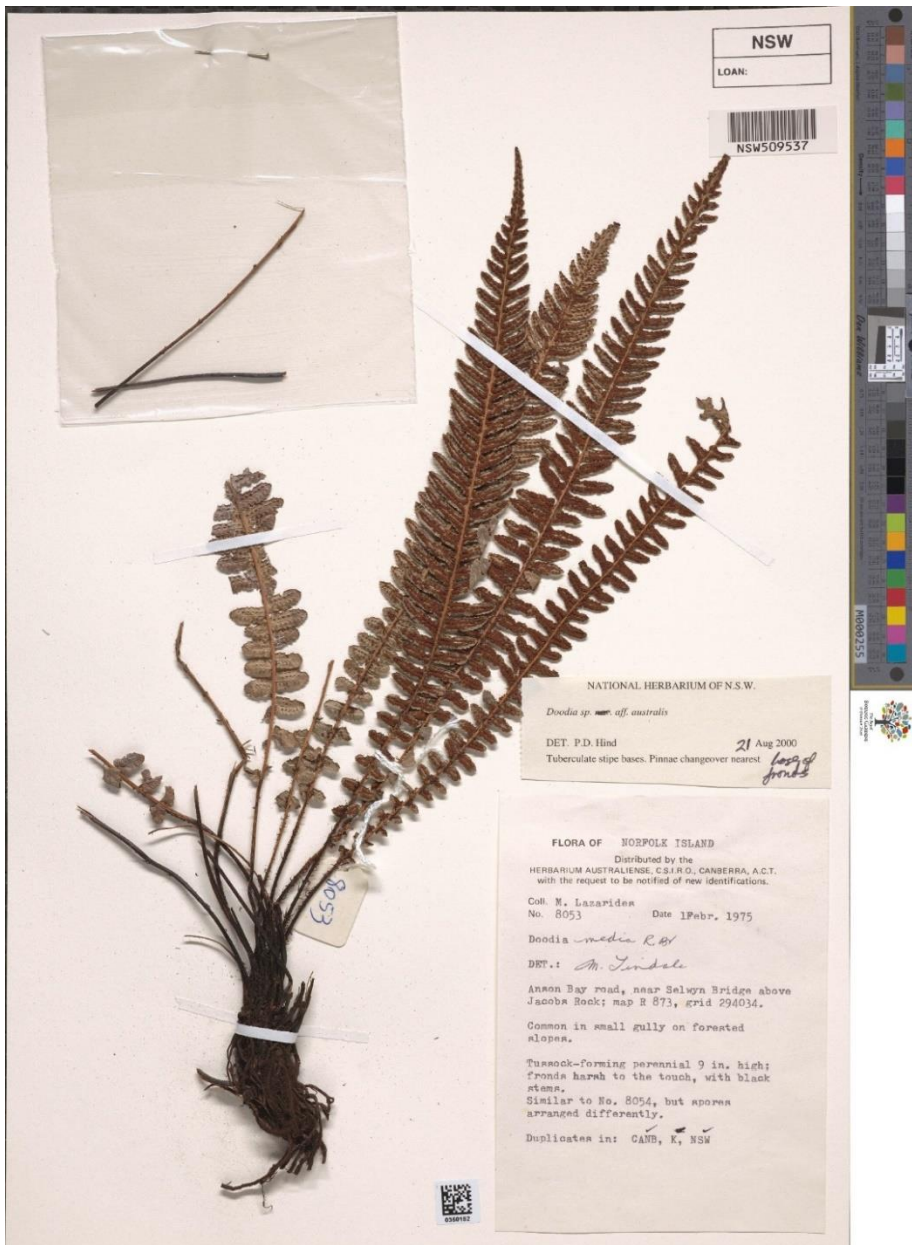 NSW
LOAN:
NSW509537
NATIONAL HERBARIUM OF N.S.W.
Doodia sp. aff. australis
DET. P.D. Hind 21 Aug 2000
Tuberculate stipe bases. Pinnae changeover nearest base of
fronds
8053
FLORA OF NORFOLK ISLAND
Distributed by the
HERBARIUM AUSTRALIENSE, C.S.I.R.O., CANBERRA, A.C.T.
with the request to be notified of new identifications.
Coll. M. Lazarides
No. 8053 Date 1Febr. 1975
Doodia media R.Br
DET.: M. Tindale
Anson Bay road, near Selwyn Bridge above
Jacobs Rock; map R 873, grid 294034.
Common in small gully on forested
slopes.
Tussock-forming perennial 9 in. high;
fronds harsh to the touch, with black
stems.
Similar to No. 8054, but spores
arranged differently.
Duplicates in: CANB, K, NSW
M000255